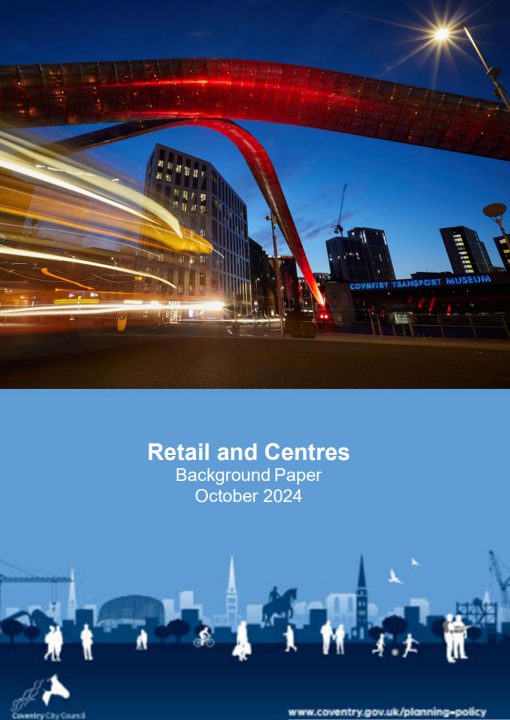 COVENTRY TRANSPORT MUSEUM
Retail and Centres
Background Paper
October 2024
Coventry City Council
www.coventry.gov.uk/planning-policy